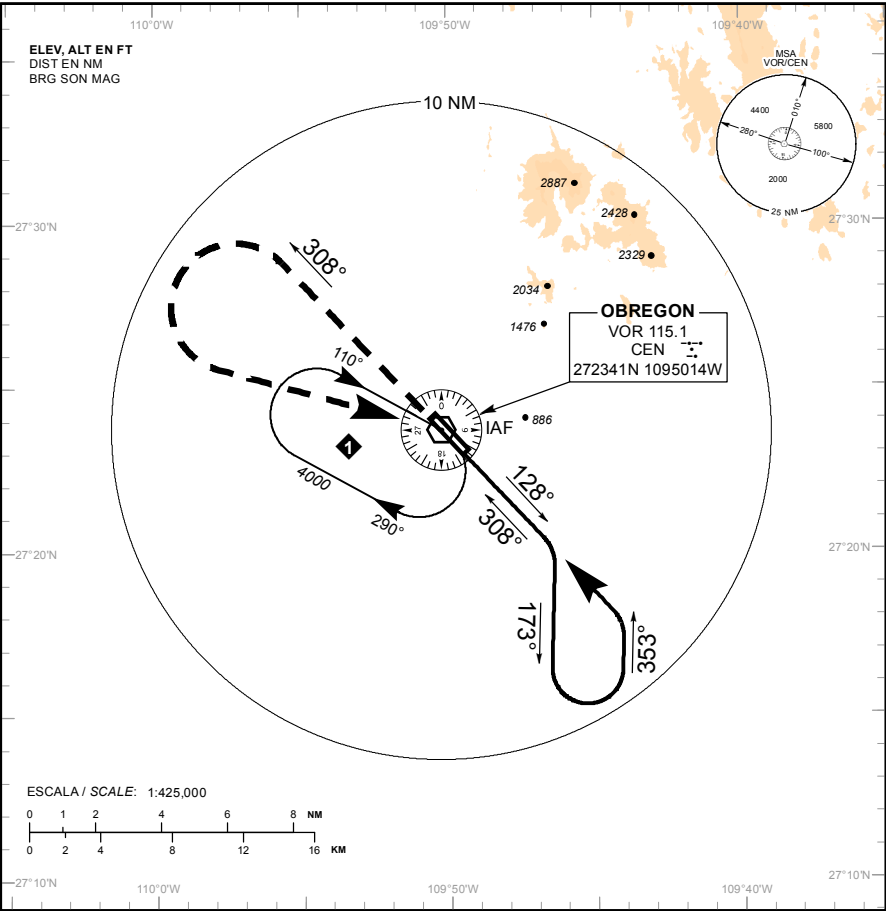 110°0'W 109°50'W 109°40'W
ELEV, ALT EN FT
DIST EN NM
BRG SON MAG
MSA
VOR/CEN
4400
010°
5800
280°
100°
2000
25 NM
10 NM
2887
2428
27°30'N
27°30'N
2329
308°
2034
1476
OBREGON
VOR 115.1
CEN
272341N 1095014W
110°
0
9
18
27
IAF
886
1
4000
290°
128°
308°
27°20'N
27°20'N
173°
353°
ESCALA / SCALE: 1:425,000
0 1 2 4 6 8 NM
0 2 4 8 12 16 KM
27°10'N
27°10'N
110°0'W 109°50'W 109°40'W